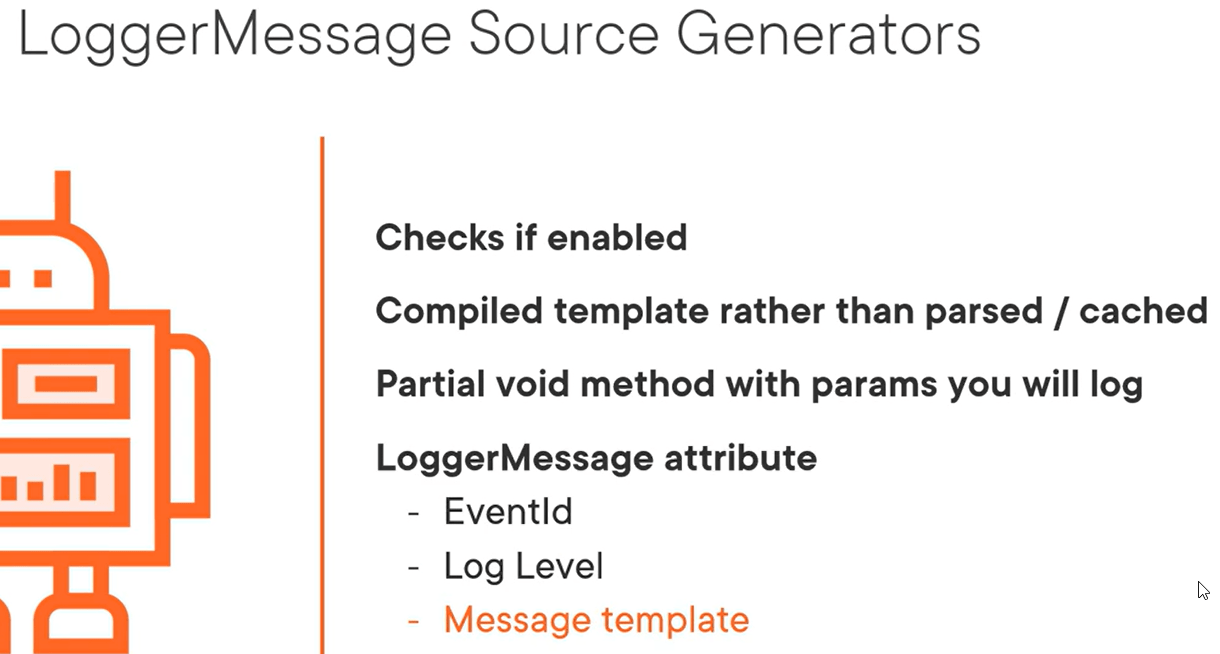 LoggerMessage Source Generators
Checks if enabled
Compiled template rather than parsed / cached
Partial void method with params you will log
LoggerMessage attribute
- EventId
- Log Level
- Message template